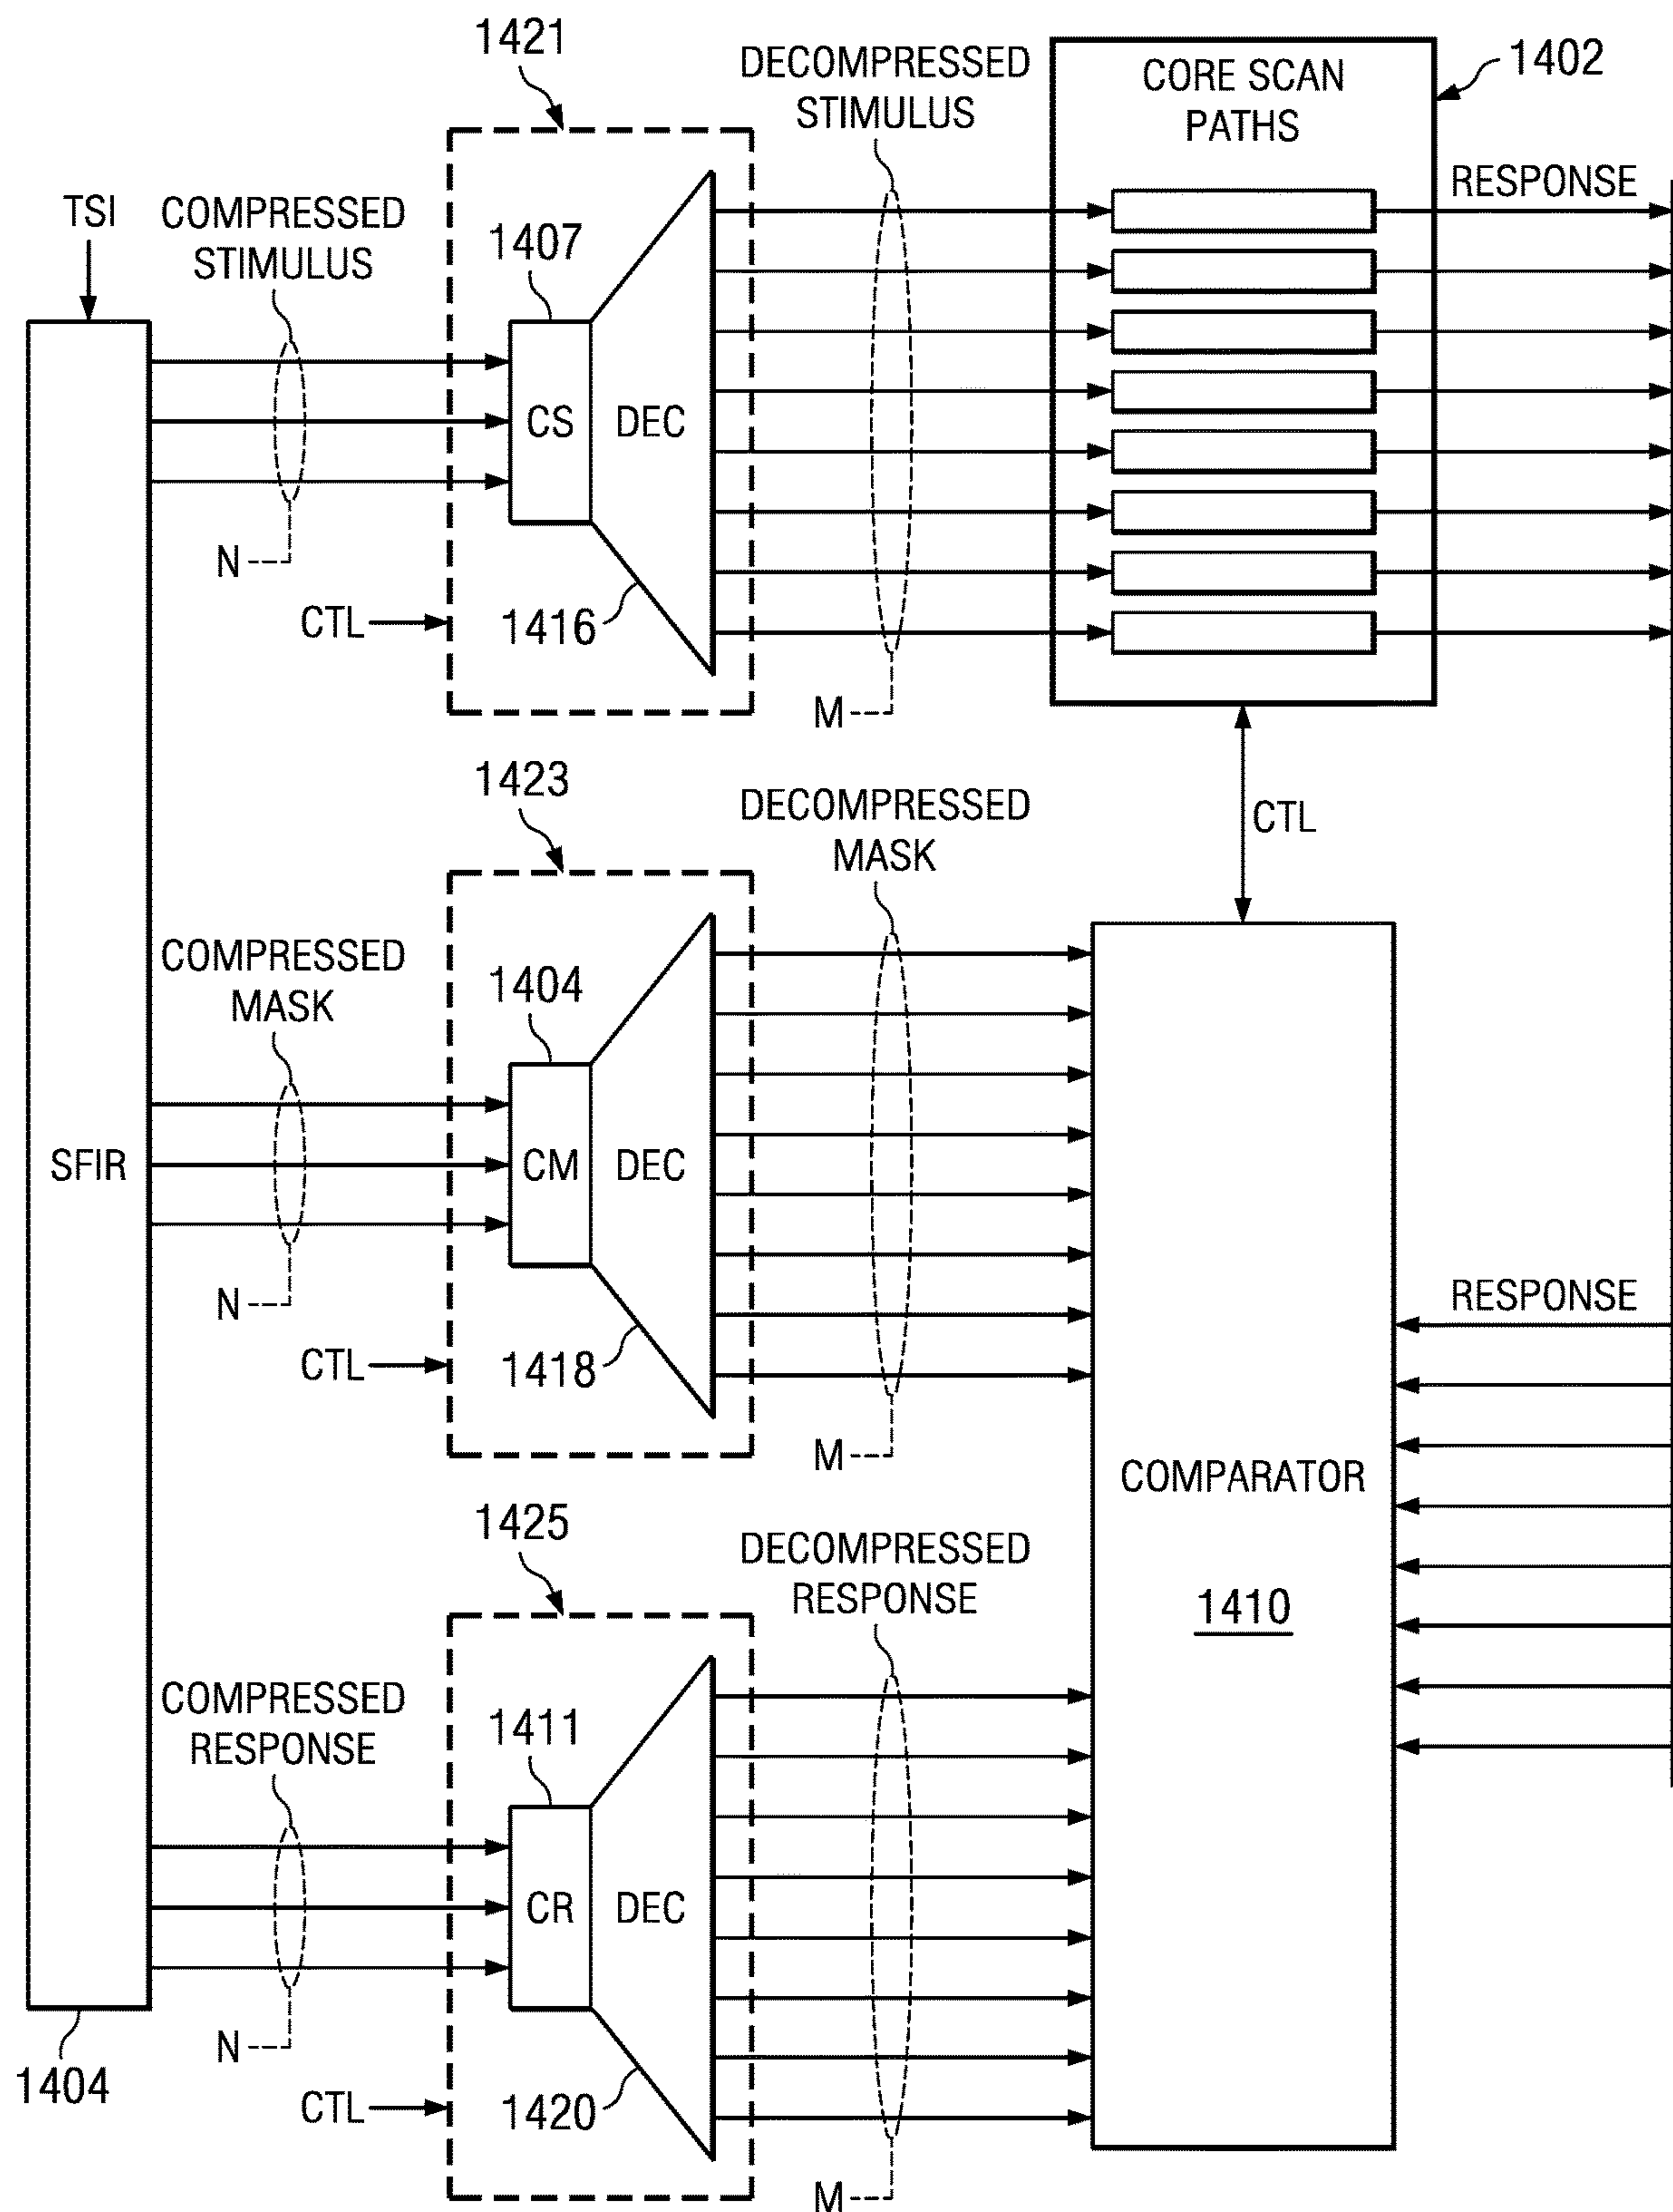 1421
DECOMPRESSED
STIMULUS
CORE SCAN
PATHS
1402
TSI
COMPRESSED
STIMULUS
1407
RESPONSE
CS
DEC
N
CTL
1416
M
1423
DECOMPRESSED
MASK
CTL
COMPRESSED
MASK
1404
SFIR
CM
DEC
N
CTL
1418
M
RESPONSE
COMPARATOR
1410
1425
DECOMPRESSED
RESPONSE
COMPRESSED
RESPONSE
1411
CR
DEC
N
1404
CTL
1420
M